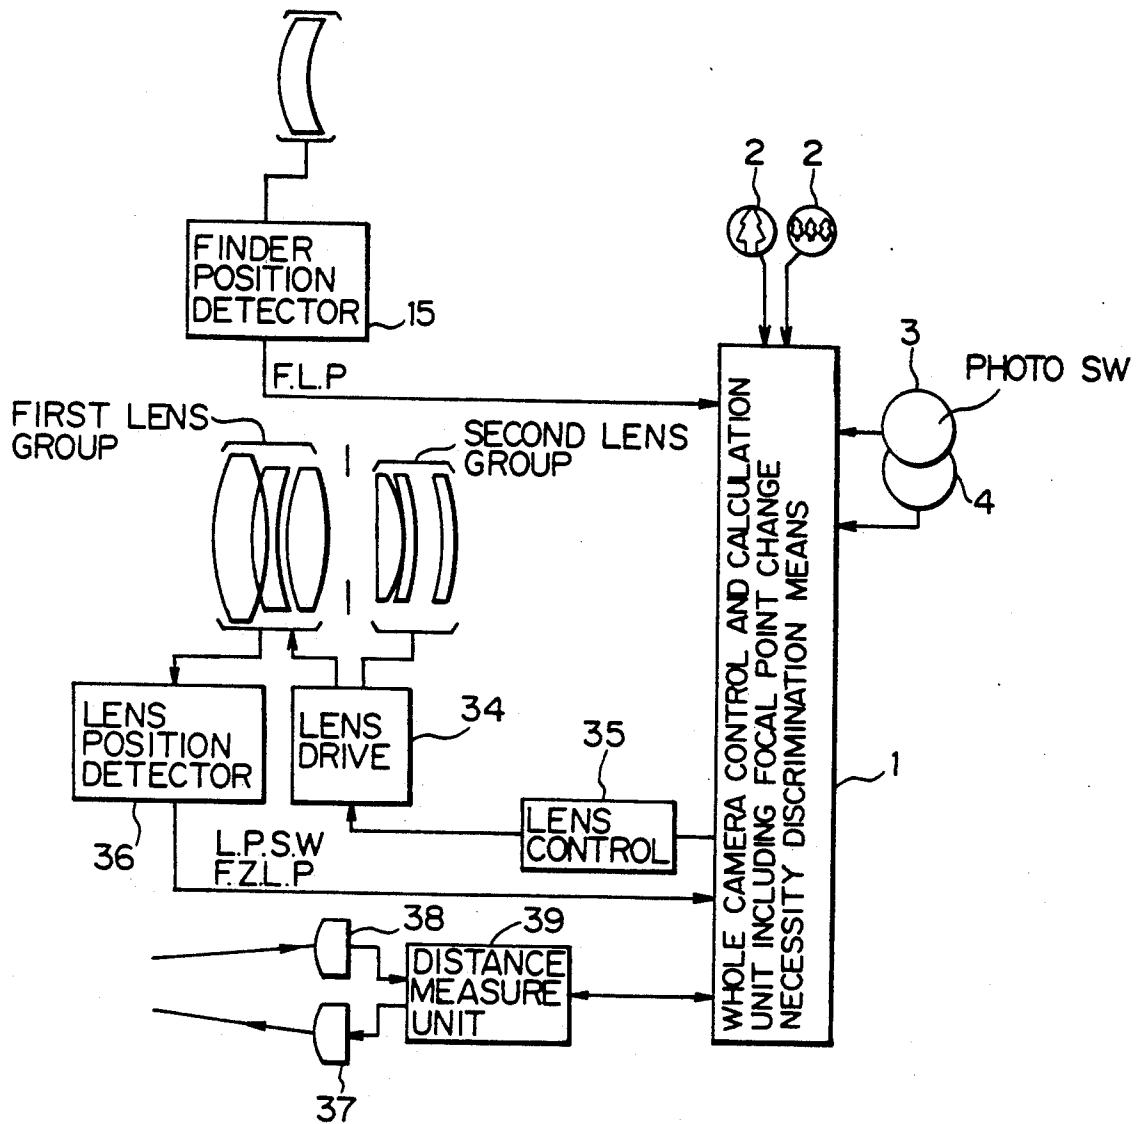 2 2
FINDER
POSITION
DETECTOR
15
F.L.P
3
PHOTO SW
4
FIRST LENS
GROUP
SECOND LENS
GROUP
LENS
POSITION
DETECTOR
36
LENS
DRIVE
34
35
LENS
CONTROL
1
WHOLE CAMERA CONTROL AND CALCULATION
UNIT INCLUDING FOCAL POINT CHANGE
NECESSITY DISCRIMINATION MEANS
L.P.S.W
F.Z.L.P
38
39
DISTANCE
MEASURE
UNIT
37